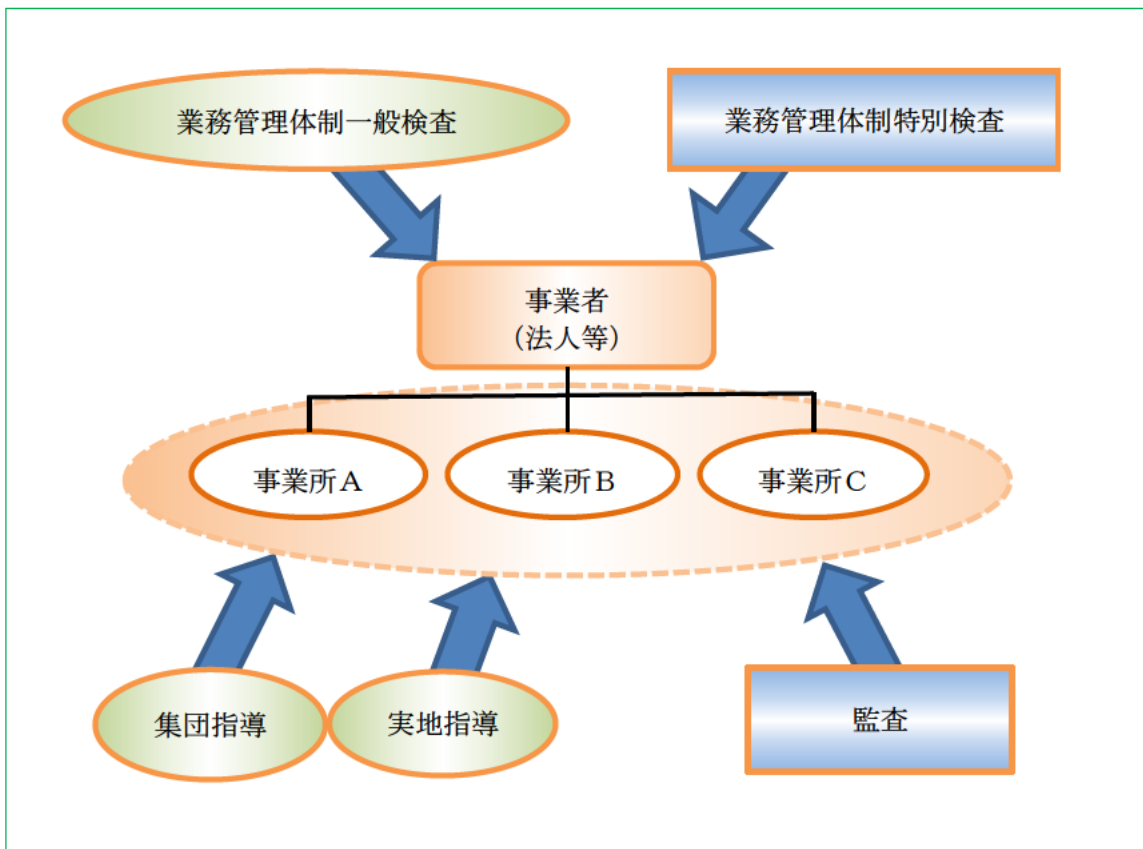 業務管理体制一般検査
業務管理体制特別検査
事業者
（法人等）
事業所Ａ
事業所Ｂ
事業所Ｃ
集団指導
実地指導
監査